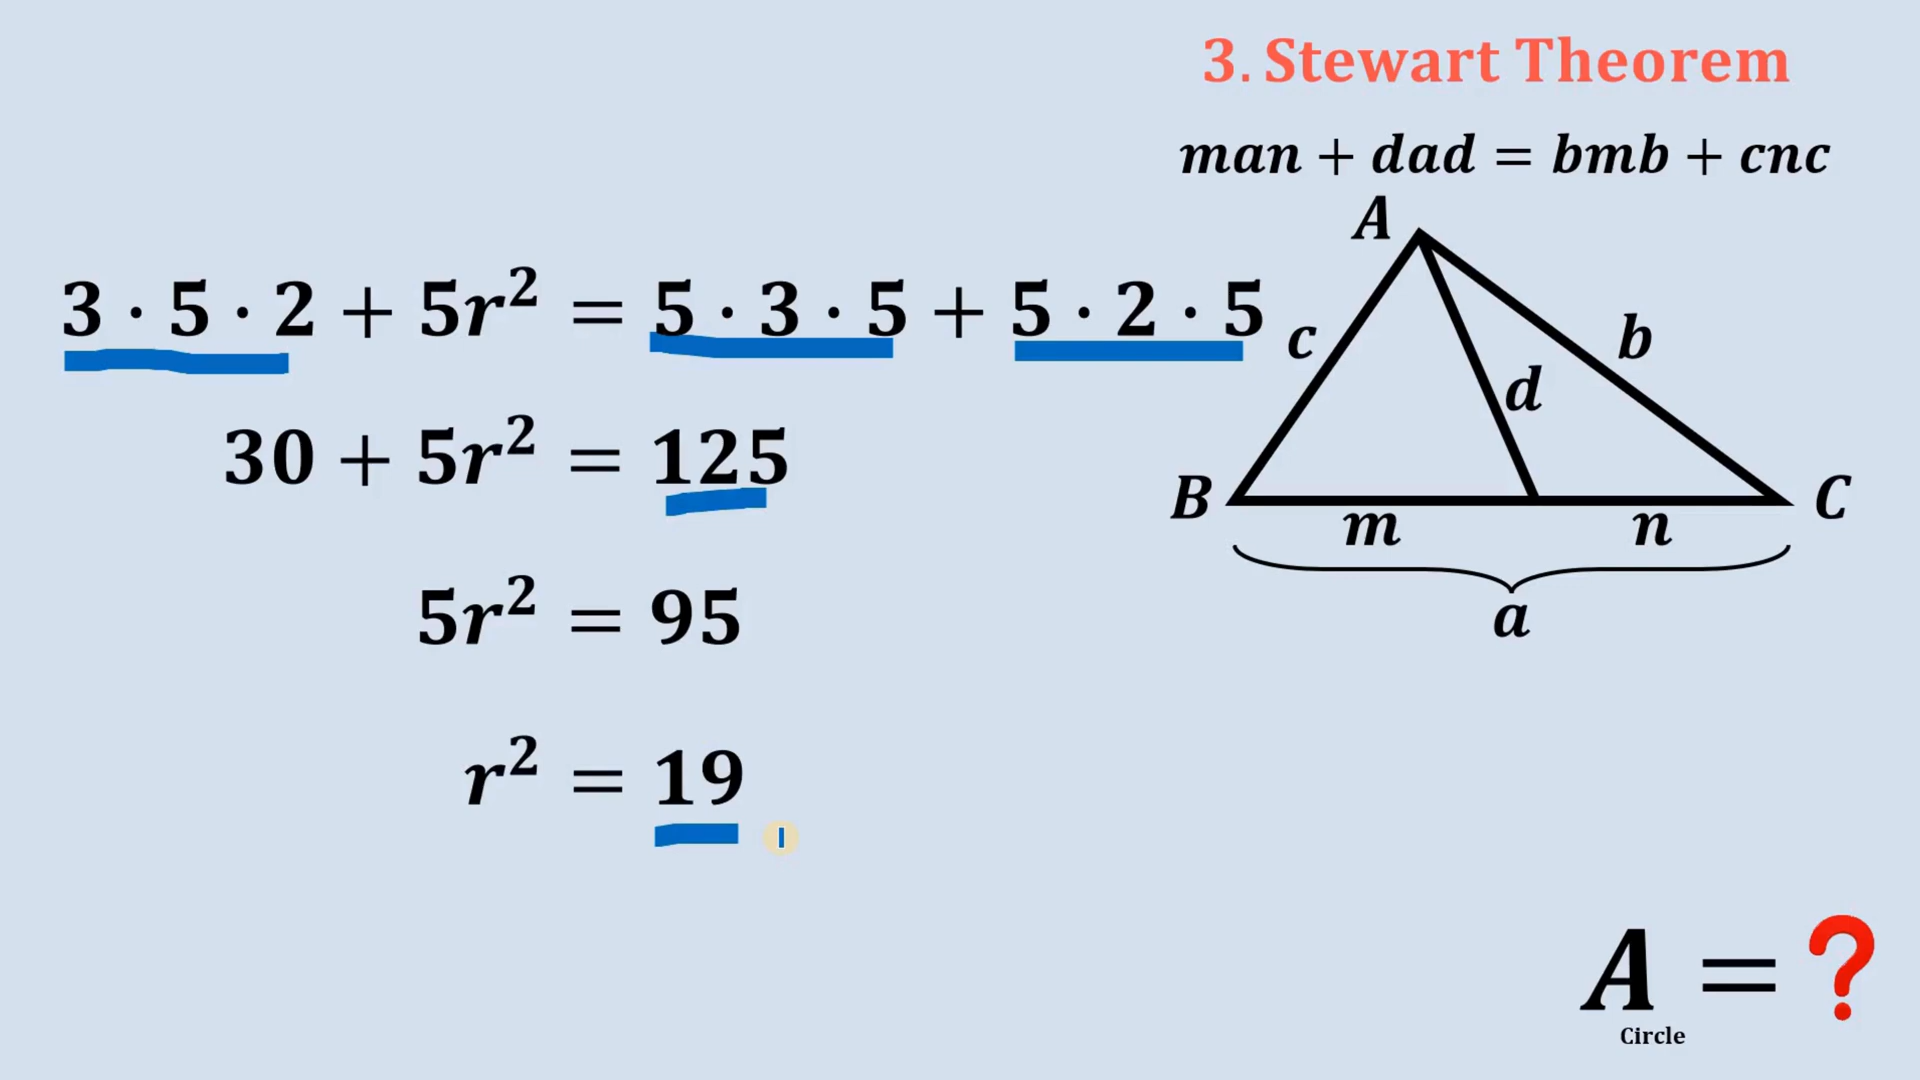 3. Stewart Theorem
man + dad = bmb + cnc
A
3 · 5 · 2 + 5r² = 5 · 3 · 5 + 5 · 2 · 5
c
b
d
30 + 5r² = 125
B
C
m
n
a
5r² = 95
r² = 19
A = ?
Circle